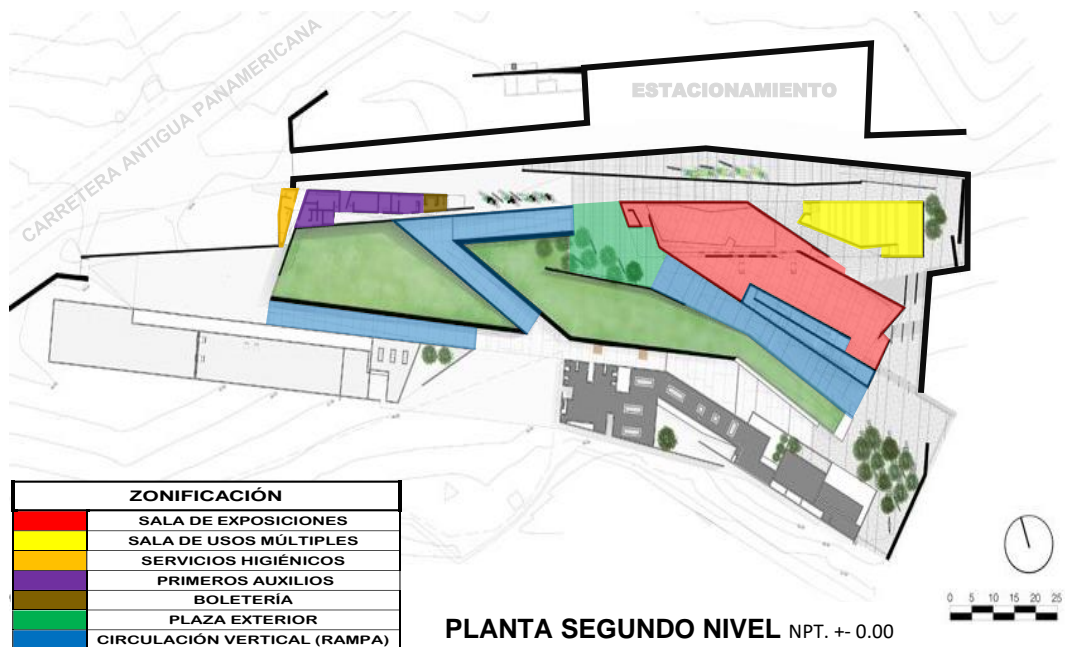 CARRETERA ANTIGUA PANAMERICANA
ESTACIONAMIENTO
ZONIFICACIÓN
SALA DE EXPOSICIONES
SALA DE USOS MÚLTIPLES
SERVICIOS HIGIÉNICOS
PRIMEROS AUXILIOS
BOLETERÍA
PLAZA EXTERIOR
CIRCULACIÓN VERTICAL (RAMPA)
PLANTA SEGUNDO NIVEL NPT. +- 0.00
0 5 10 15 20 25